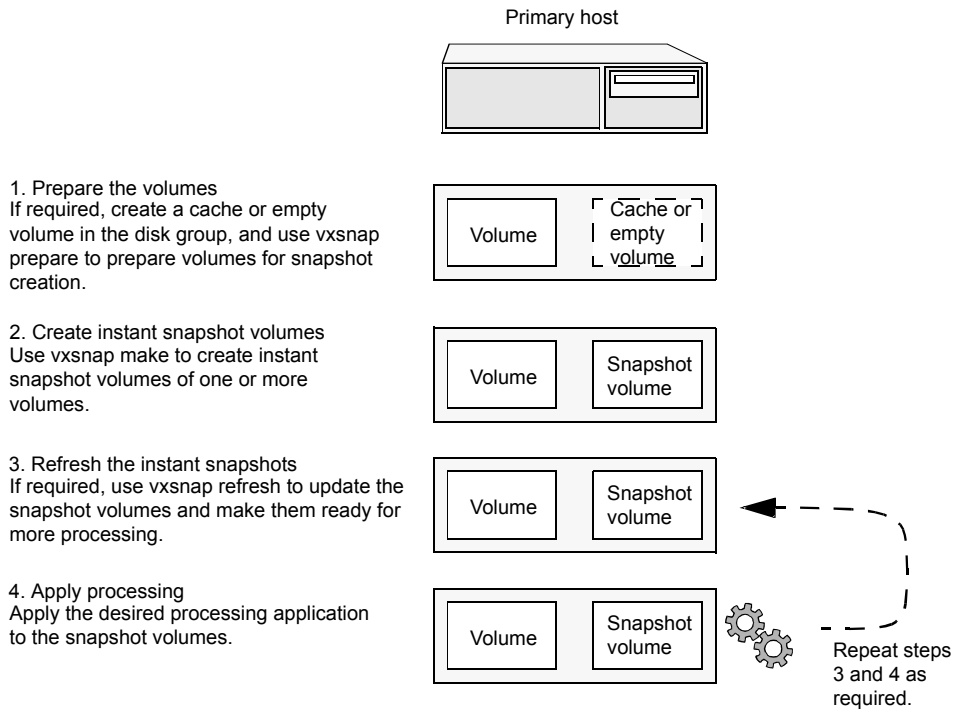 Primary host
1. Prepare the volumes
If required, create a cache or empty
volume in the disk group, and use vxsnap
prepare to prepare volumes for snapshot
creation.
Volume
Cache or
empty
volume
2. Create instant snapshot volumes
Use vxsnap make to create instant
snapshot volumes of one or more
volumes.
Volume
Snapshot
volume
3. Refresh the instant snapshots
If required, use vxsnap refresh to update the
snapshot volumes and make them ready for
more processing.
Volume
Snapshot
volume
4. Apply processing
Apply the desired processing application
to the snapshot volumes.
Volume
Snapshot
volume
Repeat steps
3 and 4 as
required.